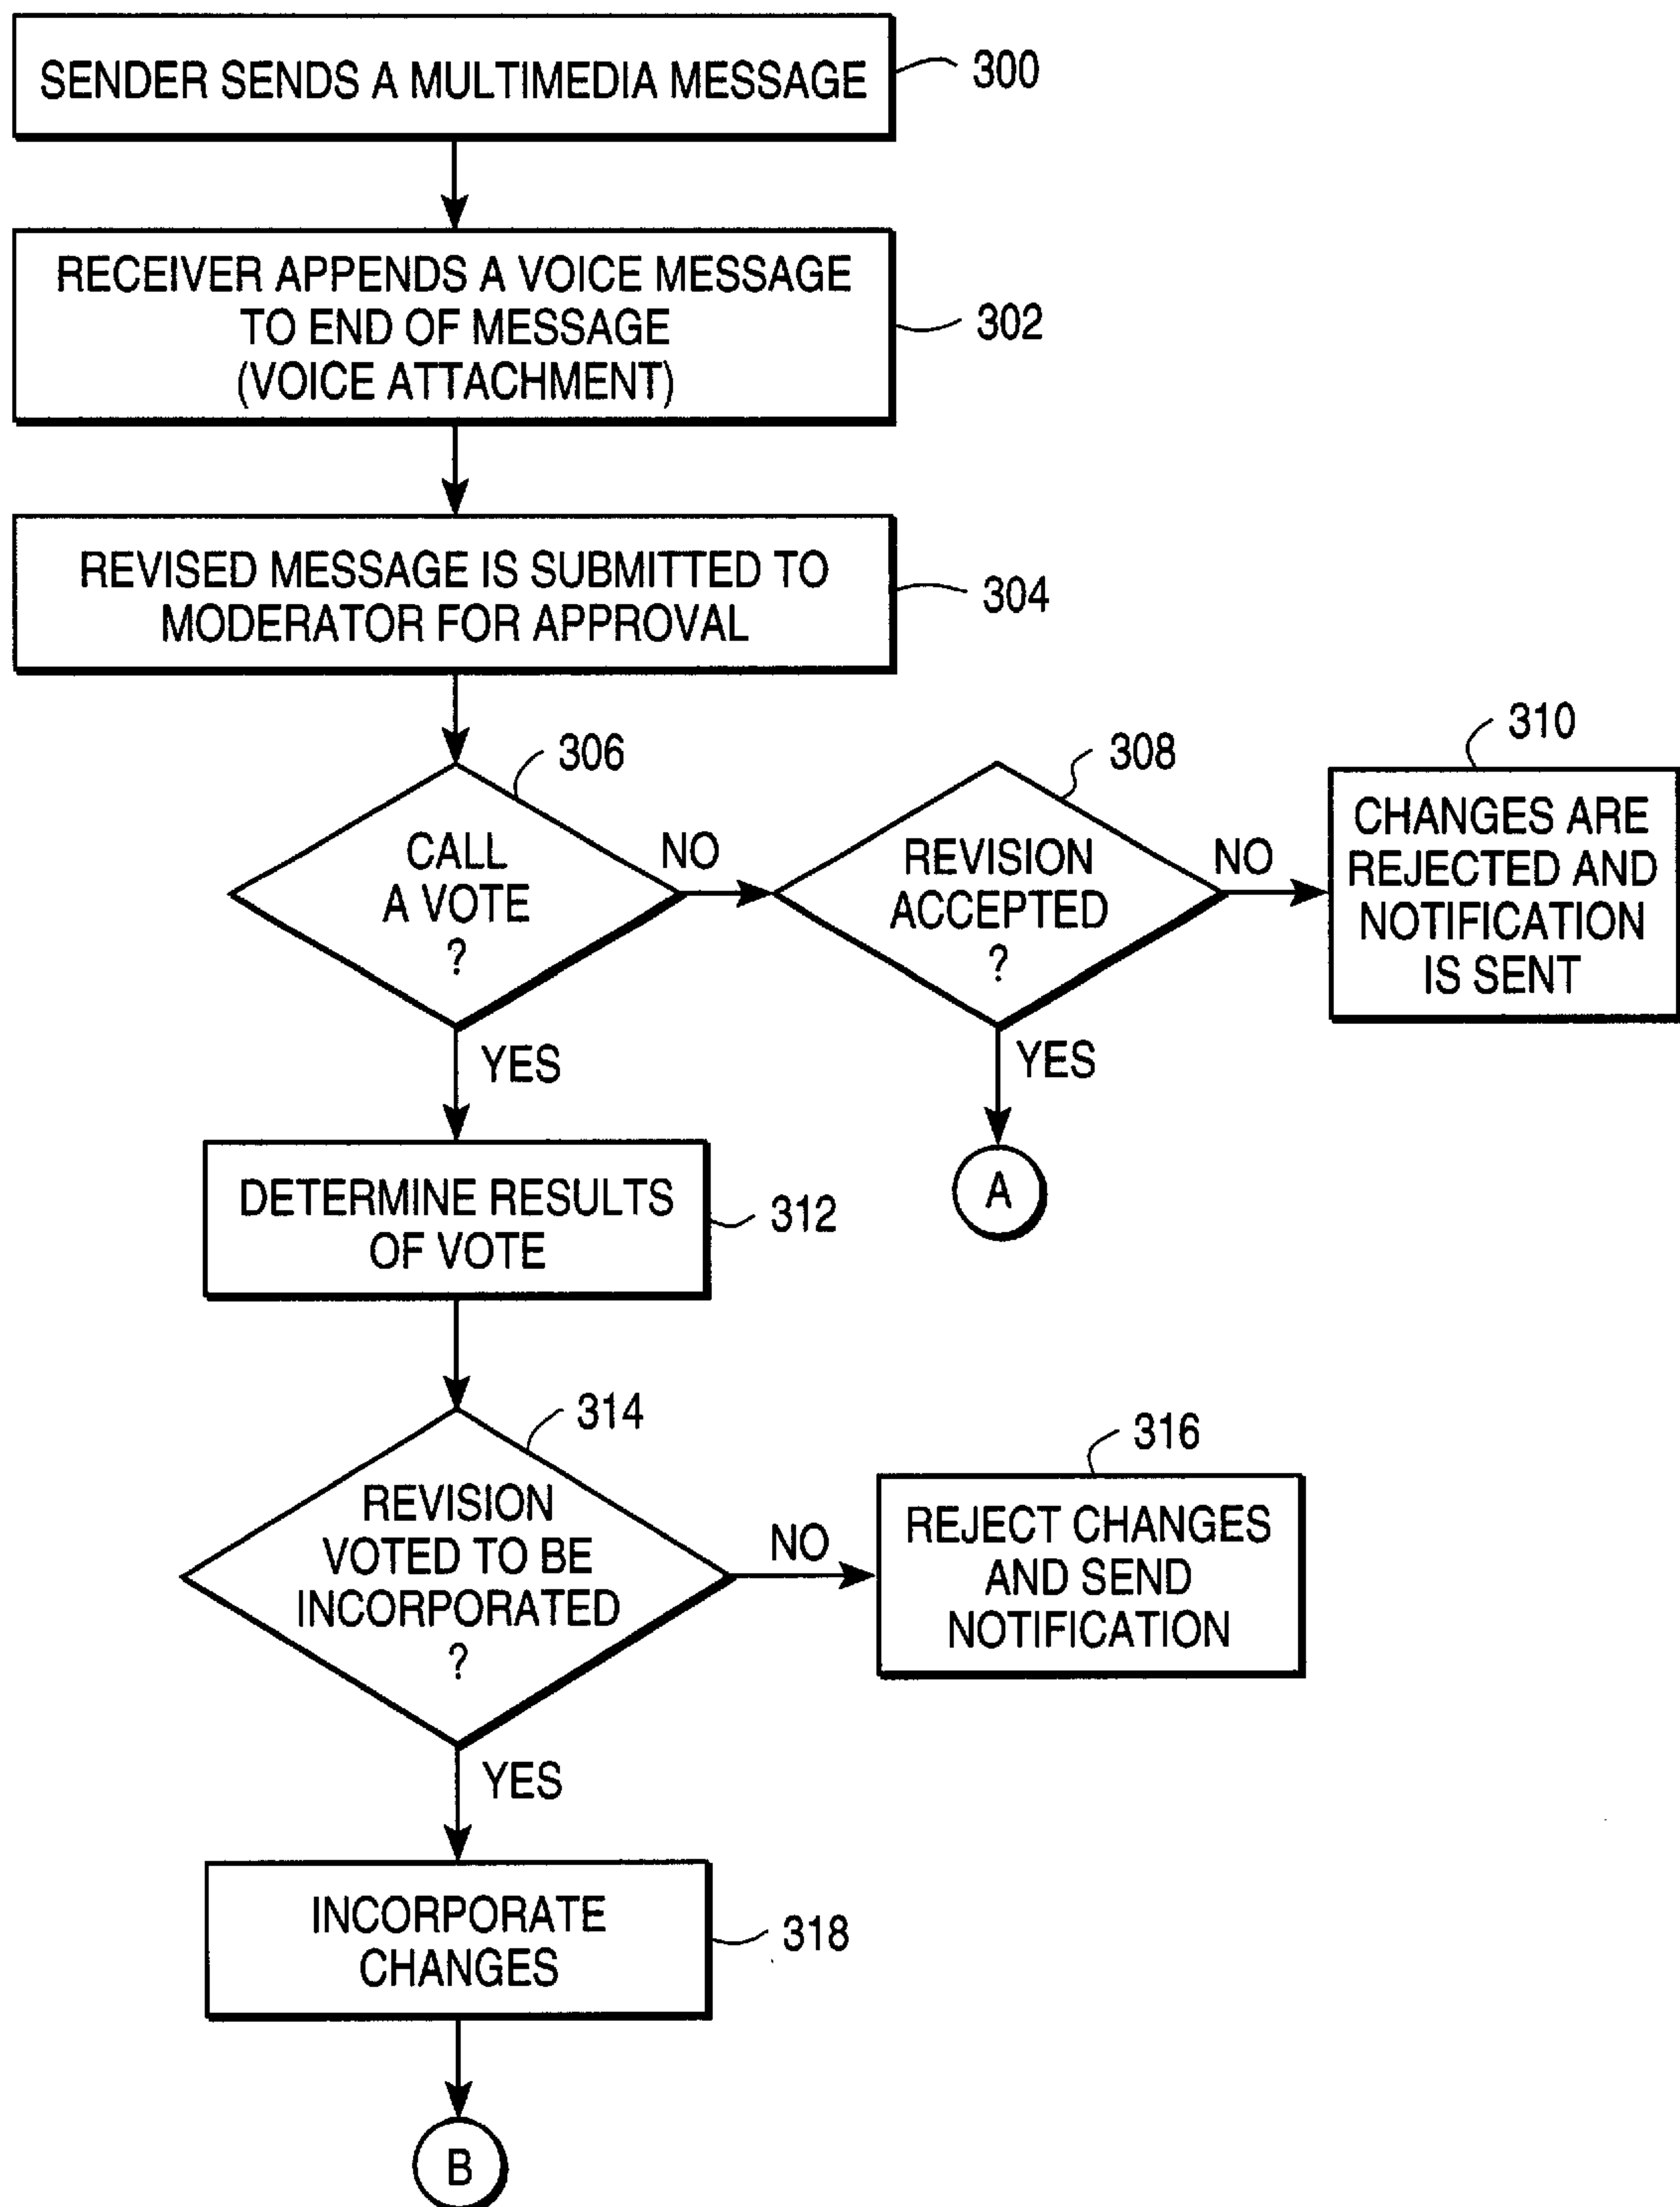 SENDER SENDS A MULTIMEDIA MESSAGE
300
RECEIVER APPENDS A VOICE MESSAGE
TO END OF MESSAGE
(VOICE ATTACHMENT)
302
REVISED MESSAGE IS SUBMITTED TO
MODERATOR FOR APPROVAL
304
306
CALL
A VOTE
?
NO
YES
308
REVISION
ACCEPTED
?
NO
YES
310
CHANGES ARE
REJECTED AND
NOTIFICATION
IS SENT
A
DETERMINE RESULTS
OF VOTE
312
314
REVISION
VOTED TO BE
INCORPORATED
?
NO
YES
316
REJECT CHANGES
AND SEND
NOTIFICATION
INCORPORATE
CHANGES
318
B